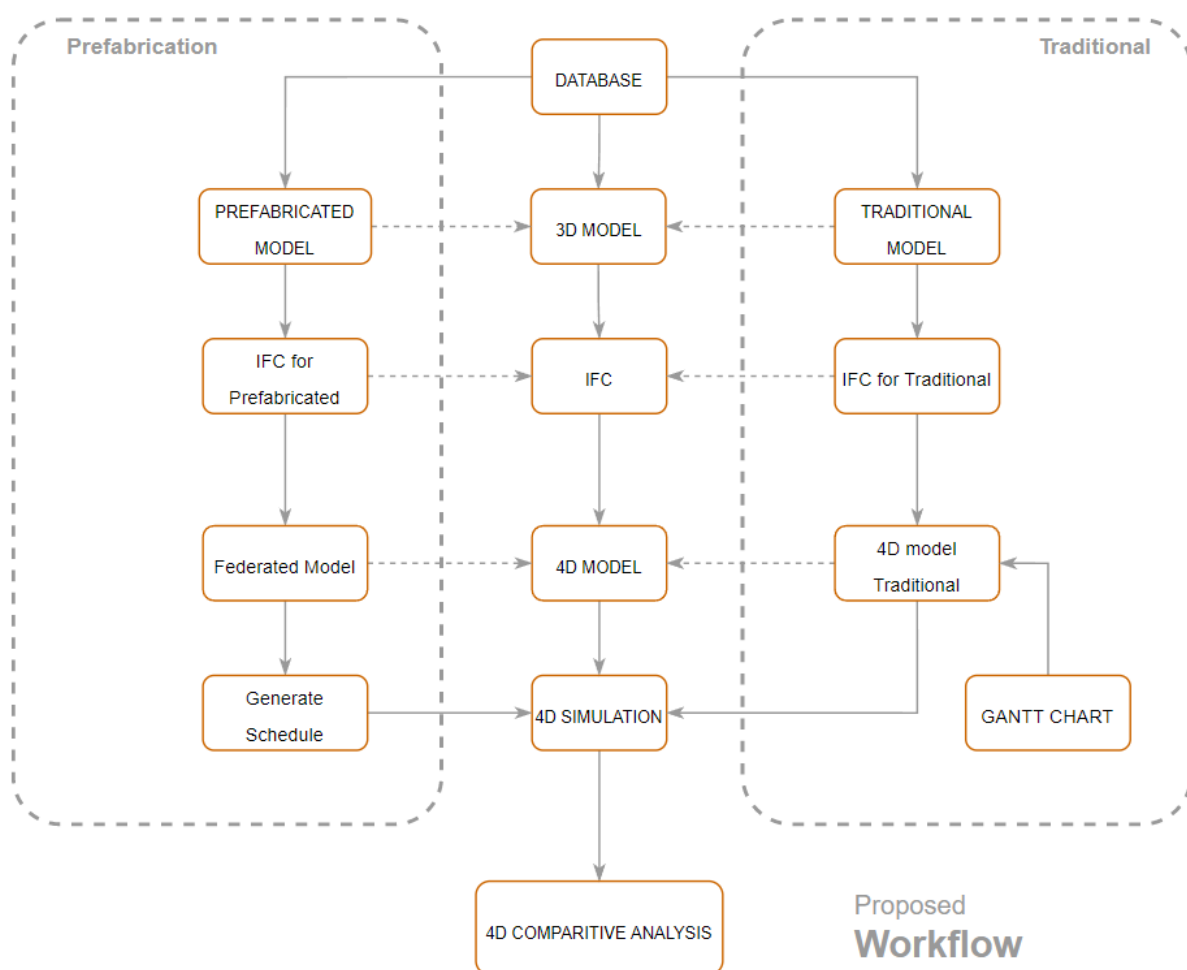 Prefabrication
Traditional
DATABASE
PREFABRICATED
MODEL
3D MODEL
TRADITIONAL
MODEL
IFC for
Prefabricated
IFC
IFC for Traditional
Federated Model
4D MODEL
4D model
Traditional
Generate
Schedule
4D SIMULATION
GANTT CHART
4D COMPARITIVE ANALYSIS
Proposed
Workflow